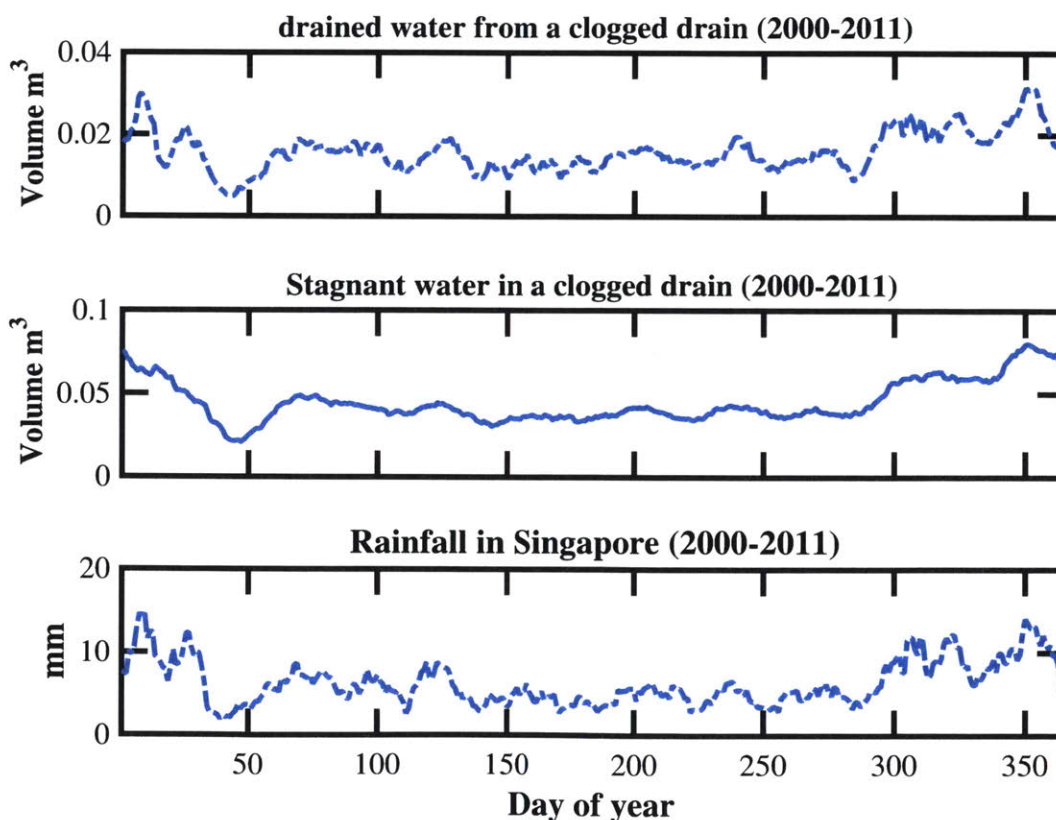 drained water from a clogged drain (2000-2011)
Volume m³
0.04
0.02
0
Stagnant water in a clogged drain (2000-2011)
Volume m³
0.1
0.05
0
Rainfall in Singapore (2000-2011)
mm
20
10
0
50 100 150 200 250 300 350
Day of year